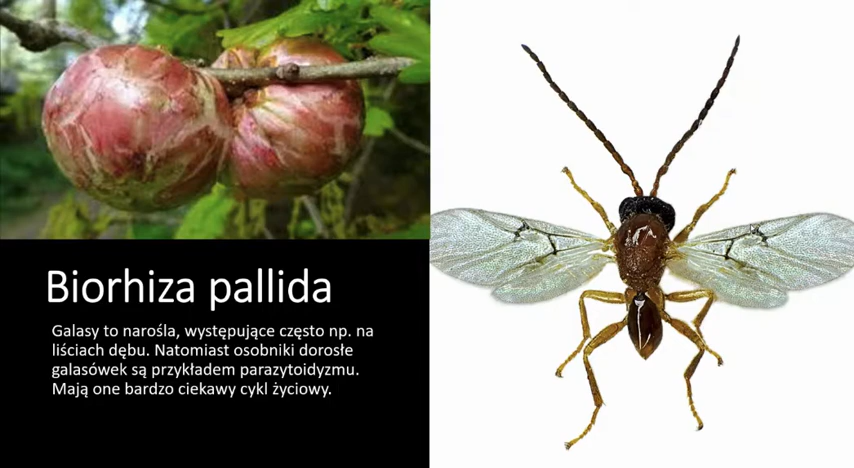 Biorhiza pallida
Galasy to narośla, występujące często np. na
liściach dębu. Natomiast osobniki dorosłe
galasówek są przykładem parazytoidyzmu.
Mają one bardzo ciekawy cykl życiowy.